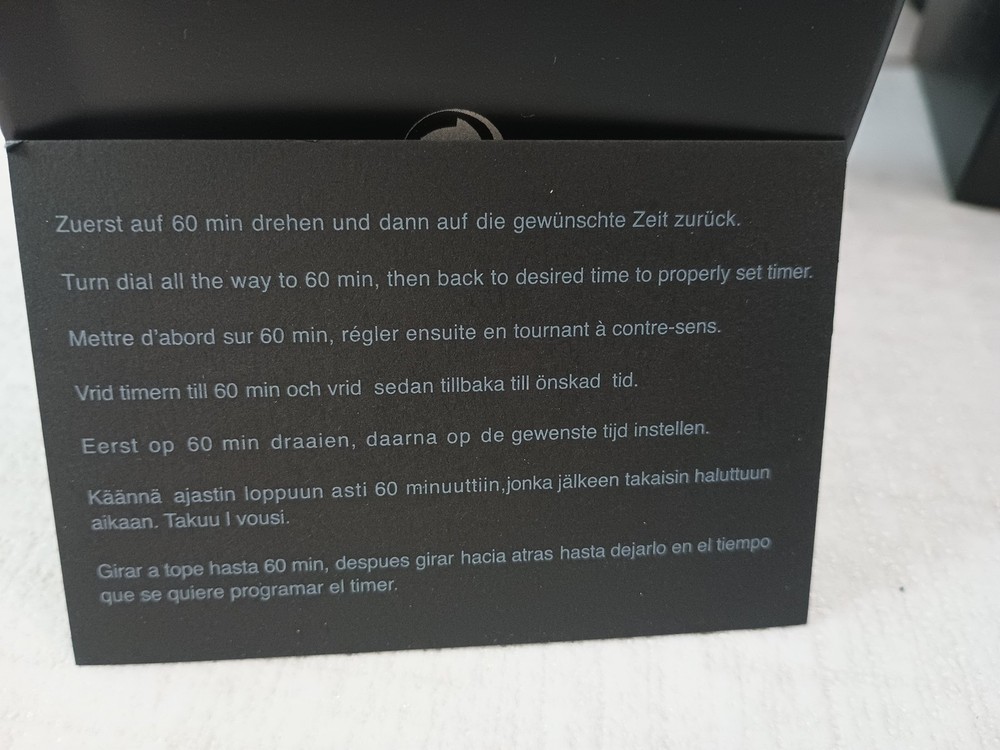 Zuerst auf 60 min drehen und dann auf die gewünschte Zeit zurück.
Turn dial all the way to 60 min, then back to desired time to properly set timer.
Mettre d'abord sur 60 min, régler ensuite en tournant à contre-sens.
Vrid timern till 60 min och vrid sedan tillbaka till önskad tid.
Eerst op 60 min draaien, daarna op de gewenste tijd instellen.
Käännä ajastin loppuun asti 60 minuuttiin,jonka jälkeen takaisin haluttuun
aikaan. Takuu I vousi.
Girar a tope hasta 60 min, despues girar hacia atras hasta dejarlo en el tiempo
que se quiere programar el timer.